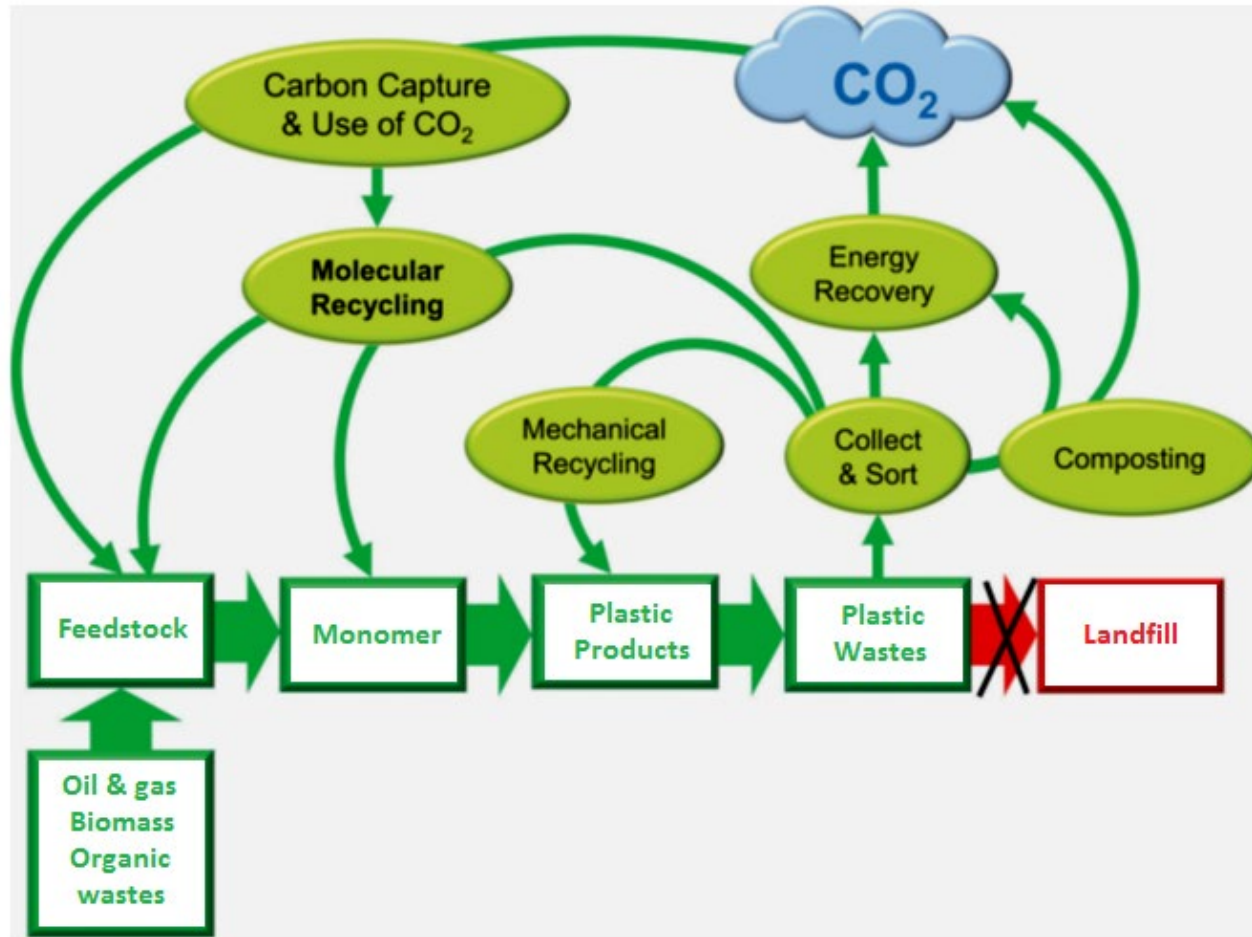 Carbon Capture
& Use of CO₂
CO₂
Molecular
Recycling
Energy
Recovery
Mechanical
Recycling
Collect
& Sort
Composting
Feedstock
Monomer
Plastic
Products
Plastic
Wastes
Landfill
Oil & gas
Biomass
Organic
wastes